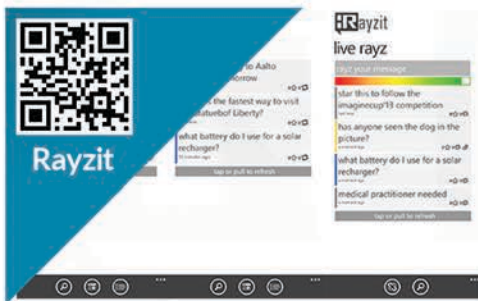 Rayzit
to Aalto
orrow
the fastest way to visit
Liberty?
what battery do I use for a solar
recharger?
tap or pull to refresh
Rayzit
live rayz
rayz your message
star this to follow the
imaginecup'13 competition
has anyone seen the dog in the
picture?
what battery do I use for a solar
recharger?
medical practitioner needed
tap or pull to refresh